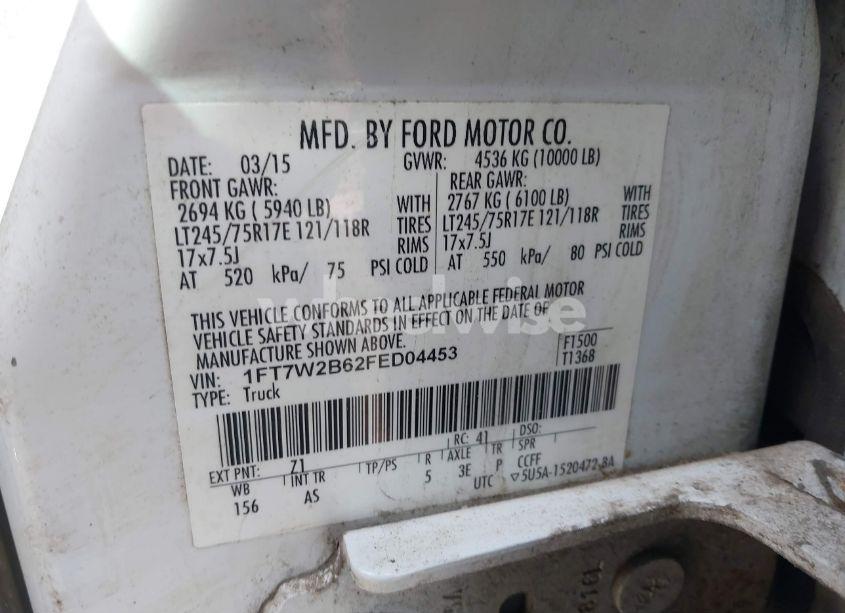 MFD. BY FORD MOTOR CO.
DATE: 03/15 GVWR: 4536 KG (10000 LB)
FRONT GAWR: REAR GAWR:
2694 KG ( 5940 LB) WITH 2767 KG ( 6100 LB) WITH
LT245/75R17E 121/118R TIRES LT245/75R17E 121/118R TIRES
17x7.5J RIMS 17x7.5J RIMS
AT 520 kPa/ 75 PSI COLD AT 550 kPa/ 80 PSI COLD
THIS VEHICLE CONFORMS TO ALL APPLICABLE FEDERAL MOTOR
VEHICLE SAFETY STANDARDS IN EFFECT ON THE DATE OF
MANUFACTURE SHOWN ABOVE.
VIN: 1FT7W2B62FED04453 F1500
TYPE: Truck T1368
EXT PNT: Z1 RC: 41 DSO:
WB INT TR TP/PS R AXLE TR SPR
156 AS 5 3E P CCFF
UTC ▽5U5A-1520472-BA
wheelwise